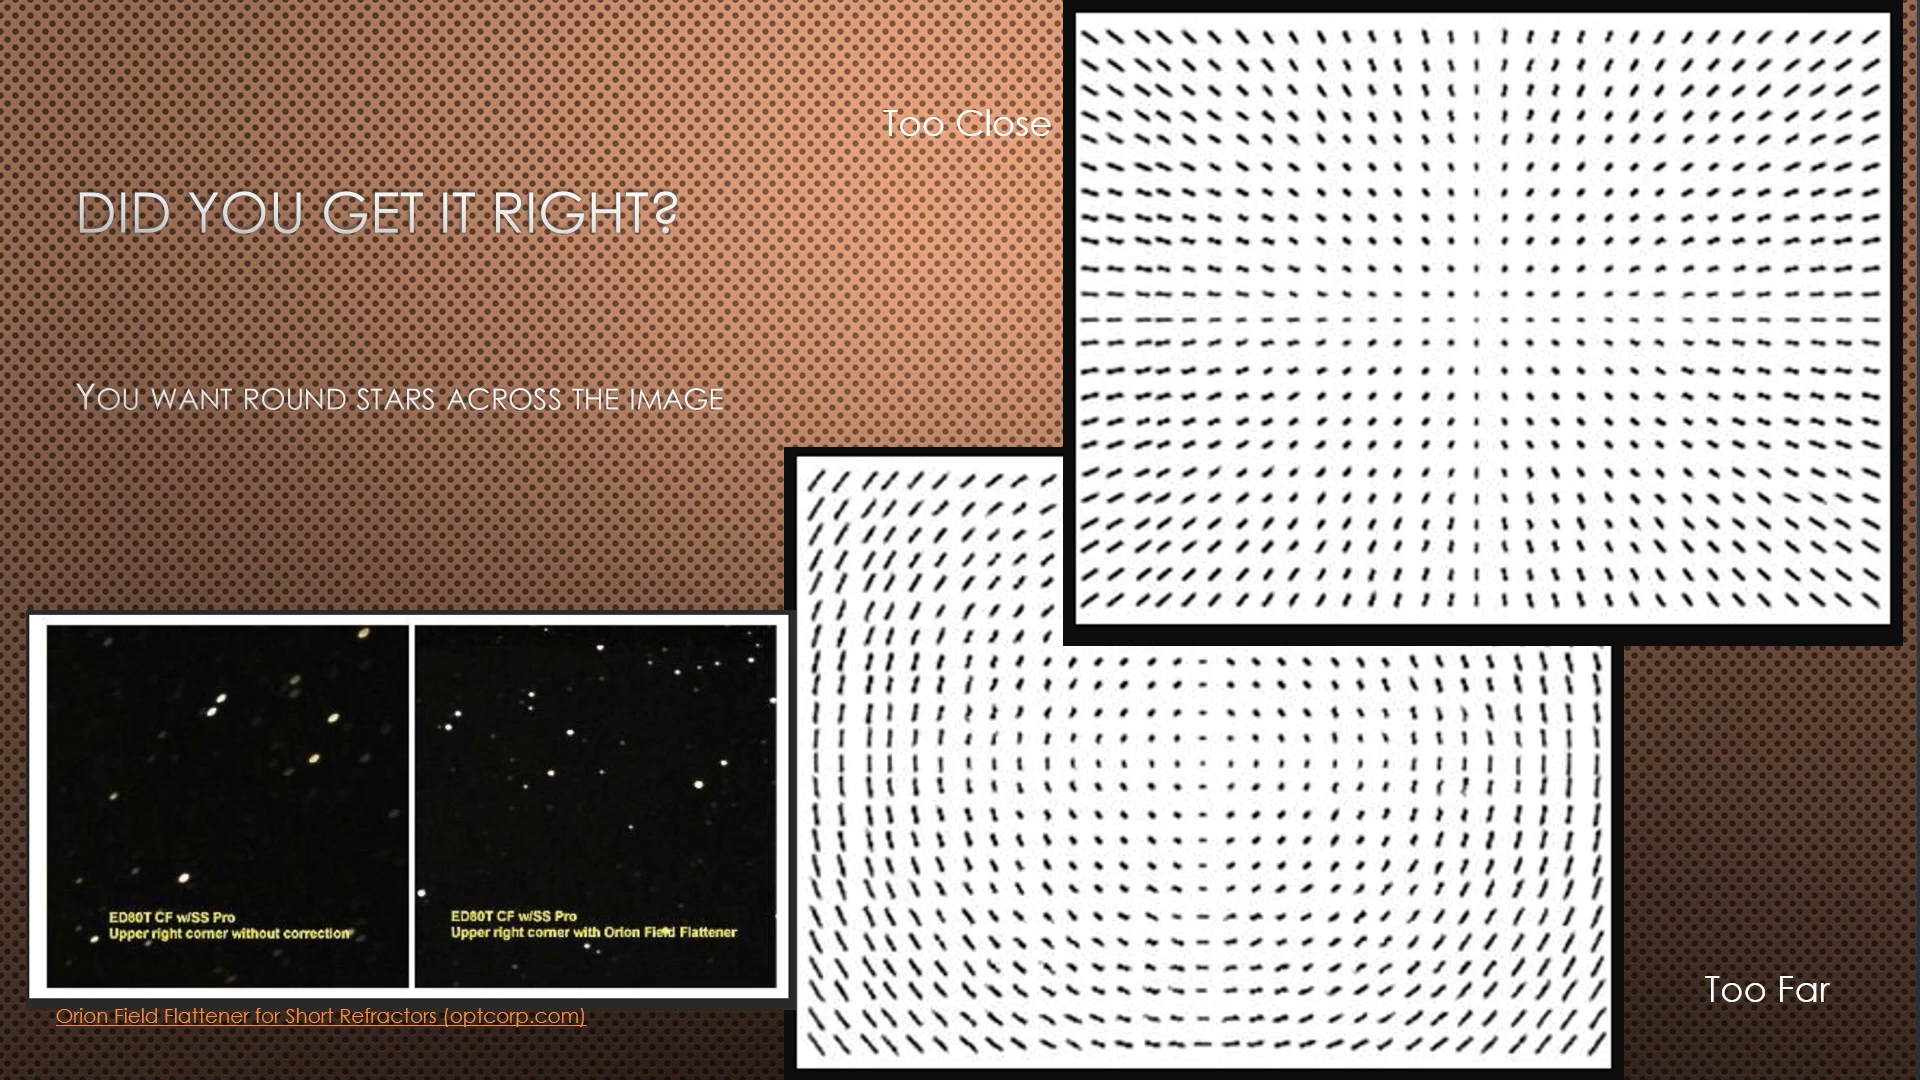 Too Close
DID YOU GET IT RIGHT?
YOU WANT ROUND STARS ACROSS THE IMAGE
ED80T CF w/SS Pro
Upper right corner without correction
ED80T CF w/SS Pro
Upper right corner with Orion Field Flattener
Orion Field Flattener for Short Refractors (optcorp.com)
Too Far